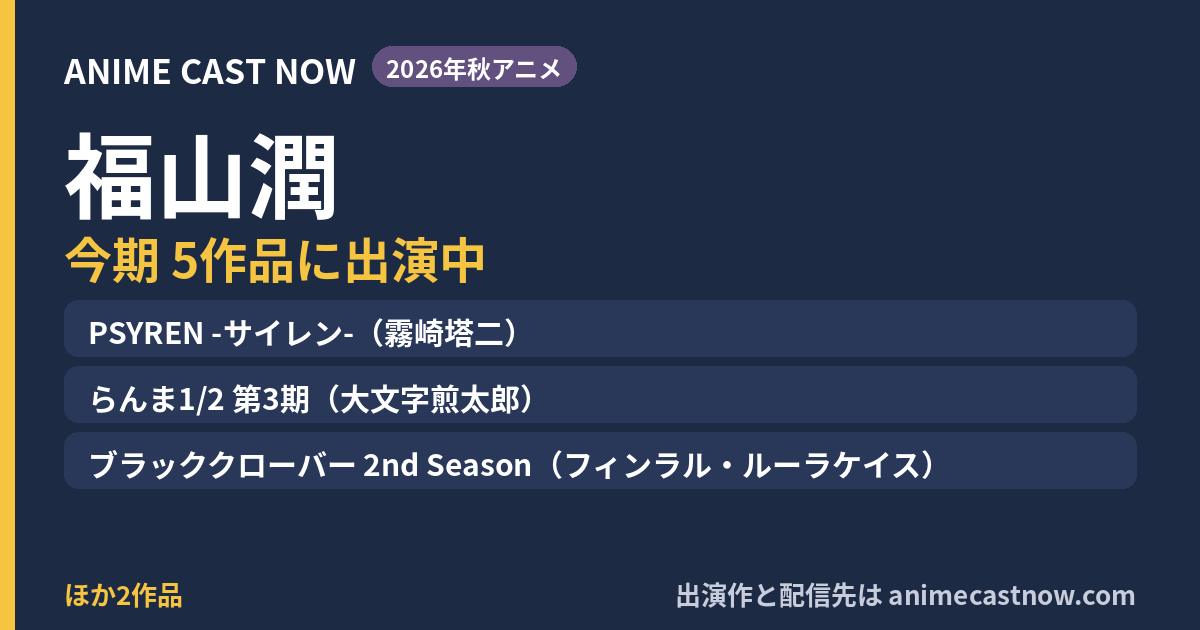 ANIME CAST NOW 2026年秋アニメ
福山潤
今期 5作品に出演中
PSYREN -サイレン-（霧崎塔二）
らんま1/2 第3期（大文字煎太郎）
ブラッククローバー 2nd Season（フィンラル・ルーラケイス）
ほか2作品
出演作と配信先は animecastnow.com